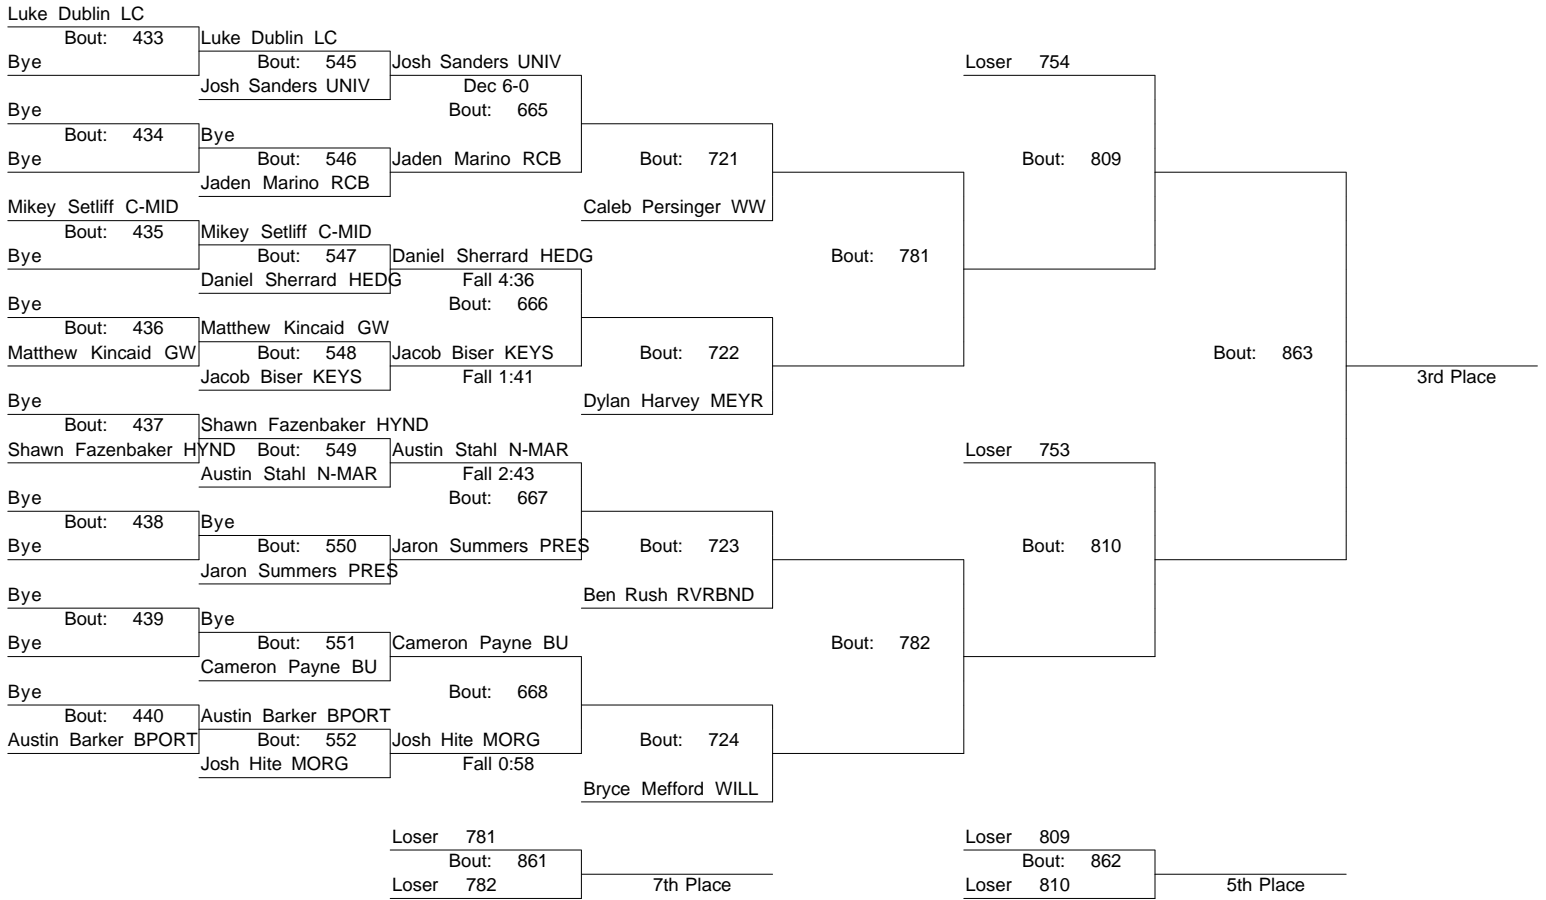 Luke Dublin LC
Bout: 433 Luke Dublin LC
Bye Bout: 545 Josh Sanders UNIV Loser 754
Josh Sanders UNIV Dec 6-0
Bye Bout: 665
Bout: 434 Bye
Bye Bout: 546 Jaden Marino RCB Bout: 721 Bout: 809
Jaden Marino RCB
Mikey Setliff C-MID Caleb Persinger WW
Bout: 435 Mikey Setliff C-MID
Bye Bout: 547 Daniel Sherrard HEDG Bout: 781
Daniel Sherrard HEDG Fall 4:36
Bye Bout: 666
Bout: 436 Matthew Kincaid GW
Matthew Kincaid GW Bout: 548 Jacob Biser KEYS Bout: 722 Bout: 863
Jacob Biser KEYS Fall 1:41 3rd Place
Bye Dylan Harvey MEYR
Bout: 437 Shawn Fazenbaker HYND
Shawn Fazenbaker HYND Bout: 549 Austin Stahl N-MAR Loser 753
Austin Stahl N-MAR Fall 2:43
Bye Bout: 667
Bout: 438 Bye
Bye Bout: 550 Jaron Summers PRES Bout: 723 Bout: 810
Jaron Summers PRES
Bye Ben Rush RVRBND
Bout: 439 Bye
Bye Bout: 551 Cameron Payne BU Bout: 782
Cameron Payne BU
Bye Bout: 668
Bout: 440 Austin Barker BPORT
Austin Barker BPORT Bout: 552 Josh Hite MORG Bout: 724
Josh Hite MORG Fall 0:58
Bryce Mefford WILL
Loser 781 Loser 809
Bout: 861 Bout: 862
Loser 782 7th Place Loser 810 5th Place